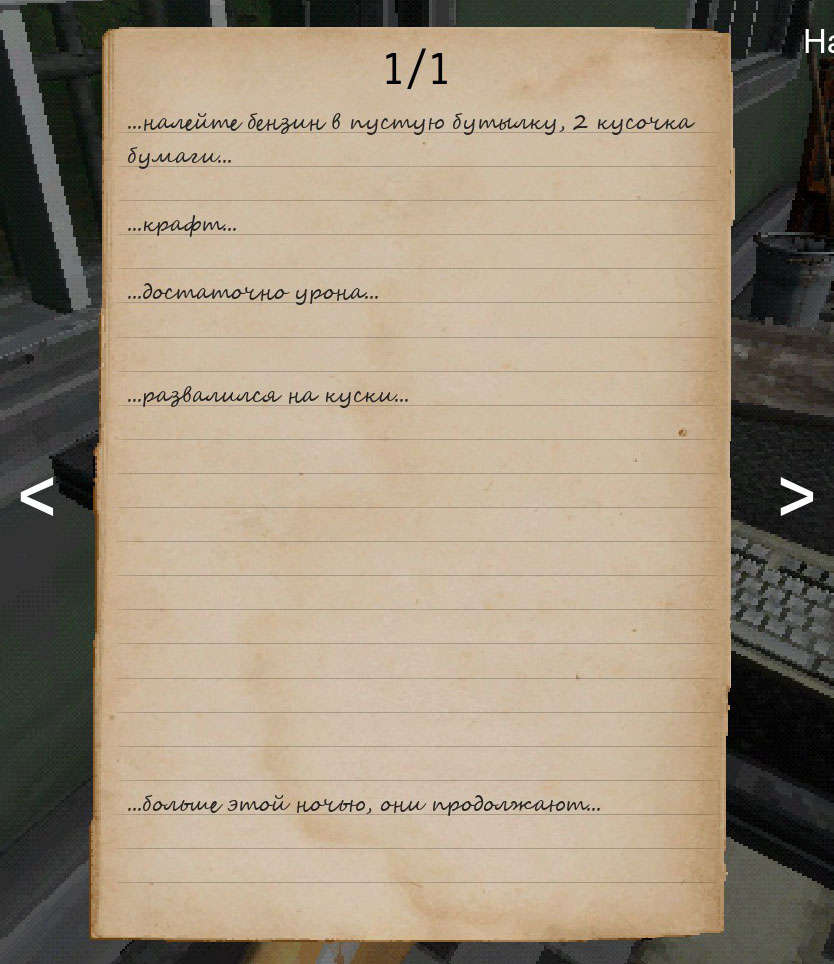 1/1
На
...налейте бензин в пустую бутылку, 2 кусочка
бумаги...
...крафт...
...достаточно урона...
...развалился на куски...
< >
...больше этой ночью, они продолжают...